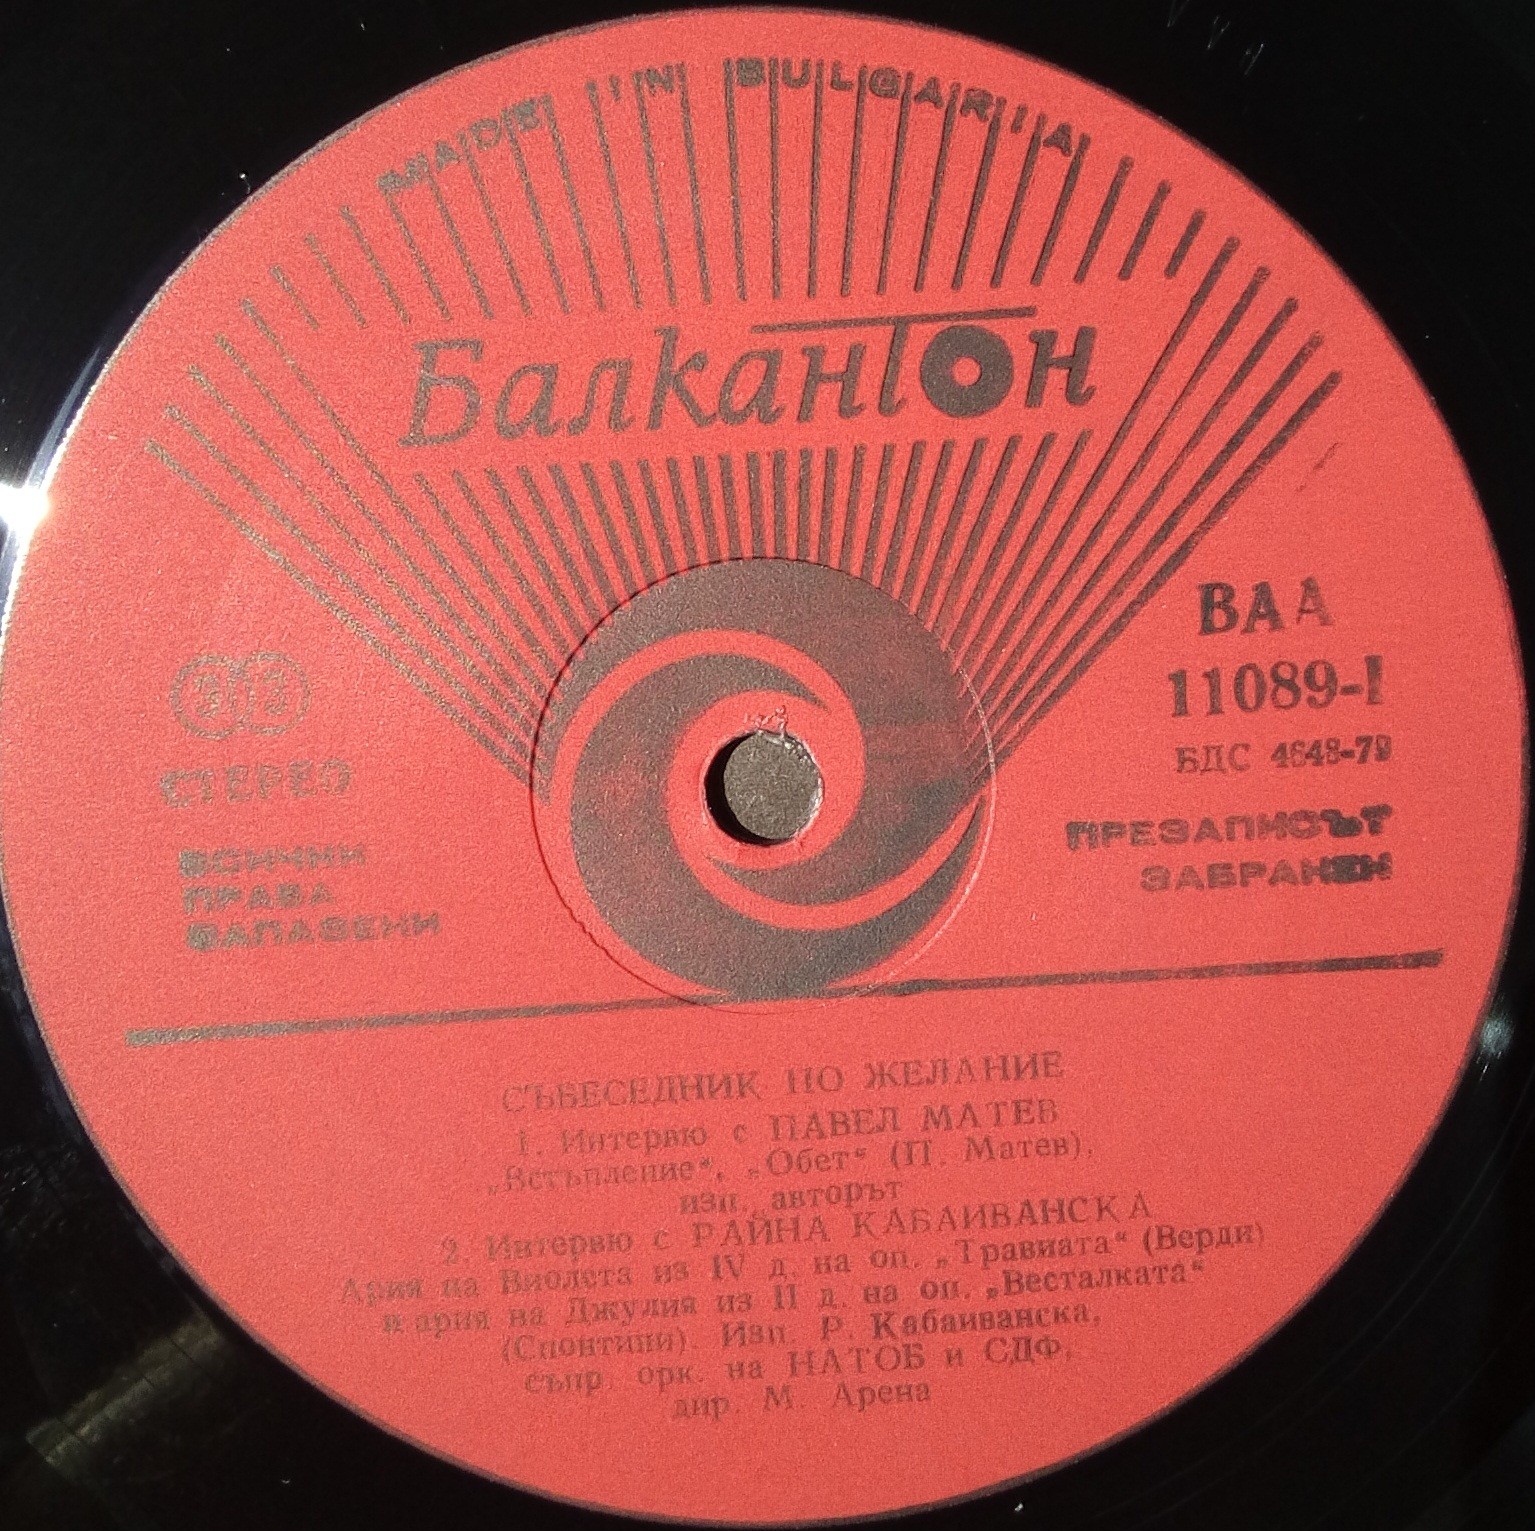 MADE IN BULGARIA
Балкантон
ВАА
11089-I
БДС 4648-79
ПРЕЗАПИСЪТ
ЗАБРАНЕН
33
СТЕРЕО
ВСИЧКИ
ПРАВА
ЗАПАЗЕНИ
СЪБЕСЕДНИК ПО ЖЕЛАНИЕ
1. Интервю с ПАВЕЛ МАТЕВ
„Встъпление“, „Обет“ (П. Матев),
изп. авторът
2. Интервю с РАЙНА КАБАИВАНСКА
Ария на Виолета из IV д. на оп. „Травиата“ (Верди)
и ария на Джулия из II д. на оп. „Весталката“
(Спонтини). Изп. Р. Кабаиванска,
съпр. орк. на НАТОБ и СДФ,
дир. М. Арена